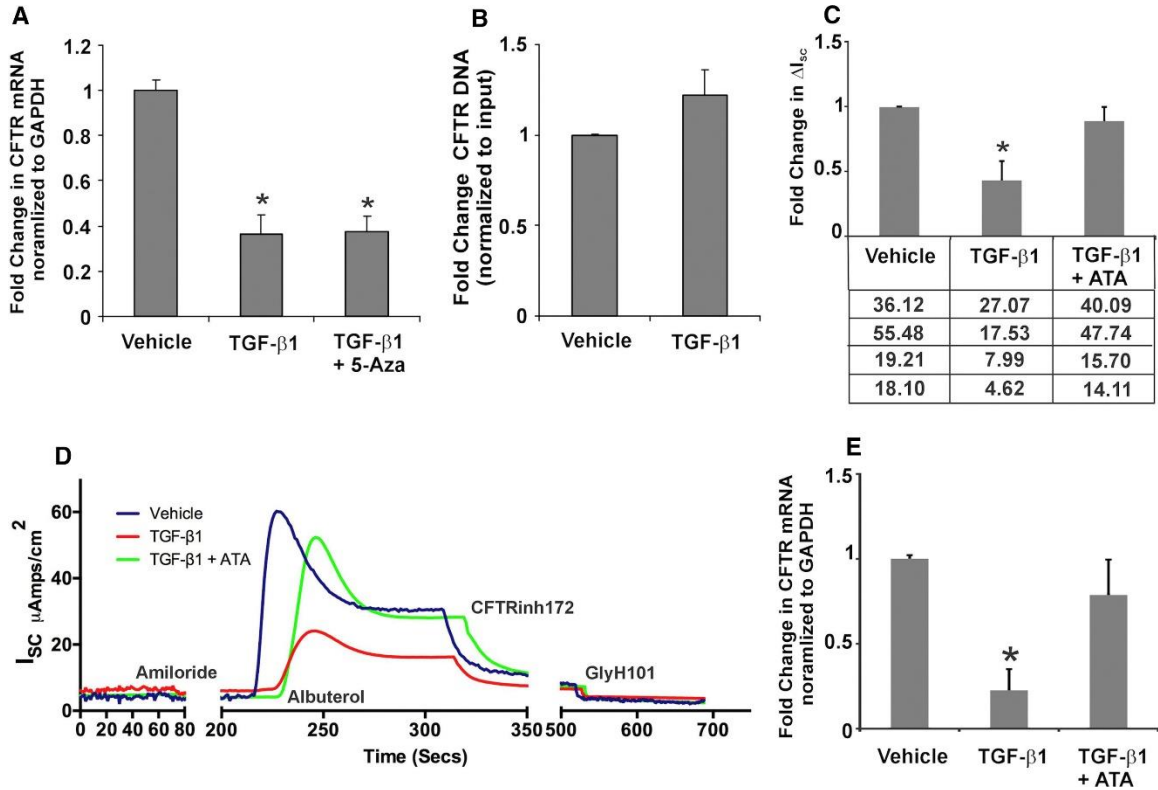 A
Fold Change in CFTR mRNA
noramlized to GAPDH
1.2
1
0.8
0.6
0.4
0.2
0
*
*
Vehicle
TGF-β1
TGF-β1
+ 5-Aza
B
Fold Change CFTR DNA
(normalized to input)
1.5
1
0.5
0
Vehicle
TGF-β1
C
Fold Change in ΔIsc
1.5
1
0.5
0
*
Vehicle TGF-β1 TGF-β1
+ ATA
36.12 27.07 40.09
55.48 17.53 47.74
19.21 7.99 15.70
18.10 4.62 14.11
D
ISC µAmps/cm 2
60
40
20
0
Vehicle
TGF-β1
TGF-β1 + ATA
Amiloride
Albuterol
CFTRinh172
GlyH101
0 20 40 60 80 200 250 300 350 500 600 700
Time (Secs)
E
Fold Change in CFTR mRNA
noramlized to GAPDH
1.5
1
0.5
0
*
Vehicle
TGF-β1
TGF-β1
+ ATA